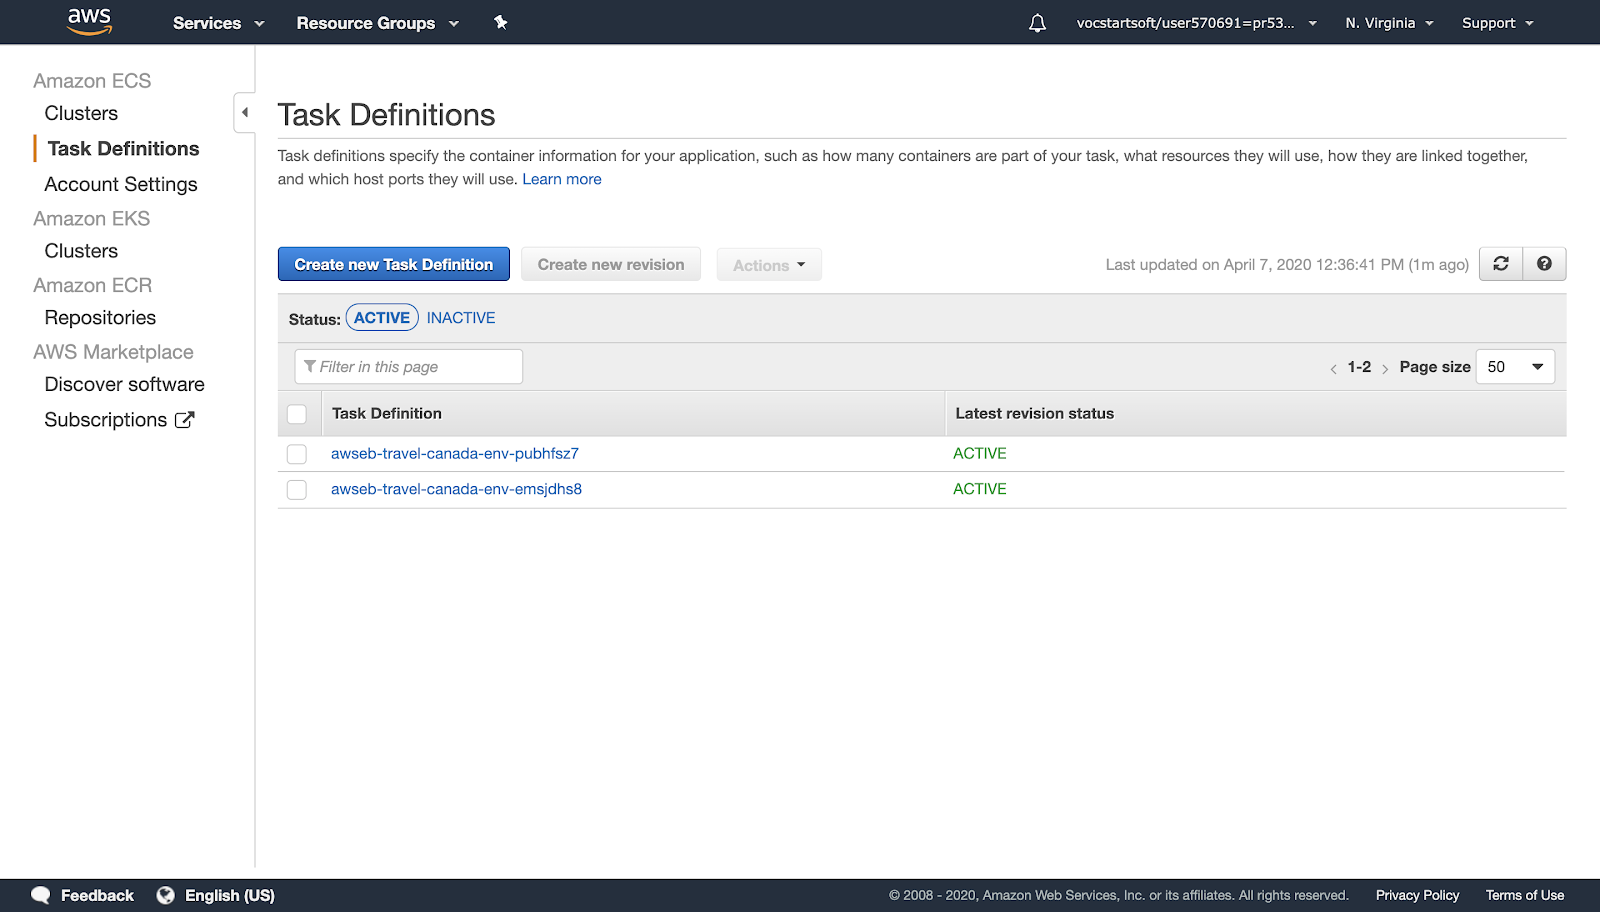 aws
Services
Resource Groups
vocstartsoft/user570691=pr53...
N. Virginia
Support
Amazon ECS
Clusters
Task Definitions
Account Settings
Amazon EKS
Clusters
Amazon ECR
Repositories
AWS Marketplace
Discover software
Subscriptions
Task Definitions
Task definitions specify the container information for your application, such as how many containers are part of your task, what resources they will use, how they are linked together,
and which host ports they will use. Learn more
Create new Task Definition
Create new revision
Actions
Last updated on April 7, 2020 12:36:41 PM (1m ago)
Status: ACTIVE INACTIVE
Filter in this page
< 1-2 > Page size 50
Task Definition
Latest revision status
awseb-travel-canada-env-pubhfsz7
ACTIVE
awseb-travel-canada-env-emsjdhs8
ACTIVE
Feedback
English (US)
© 2008 - 2020, Amazon Web Services, Inc. or its affiliates. All rights reserved.
Privacy Policy
Terms of Use